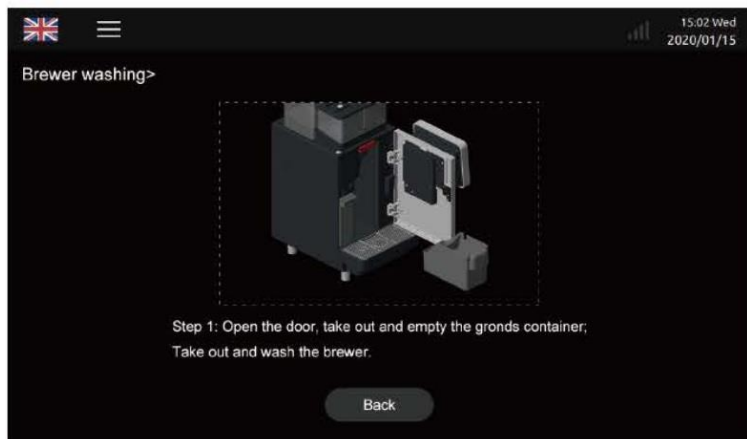 15:02 Wed
2020/01/15
Brewer washing>
Step 1: Open the door, take out and empty the gronds container;
Take out and wash the brewer.
Back